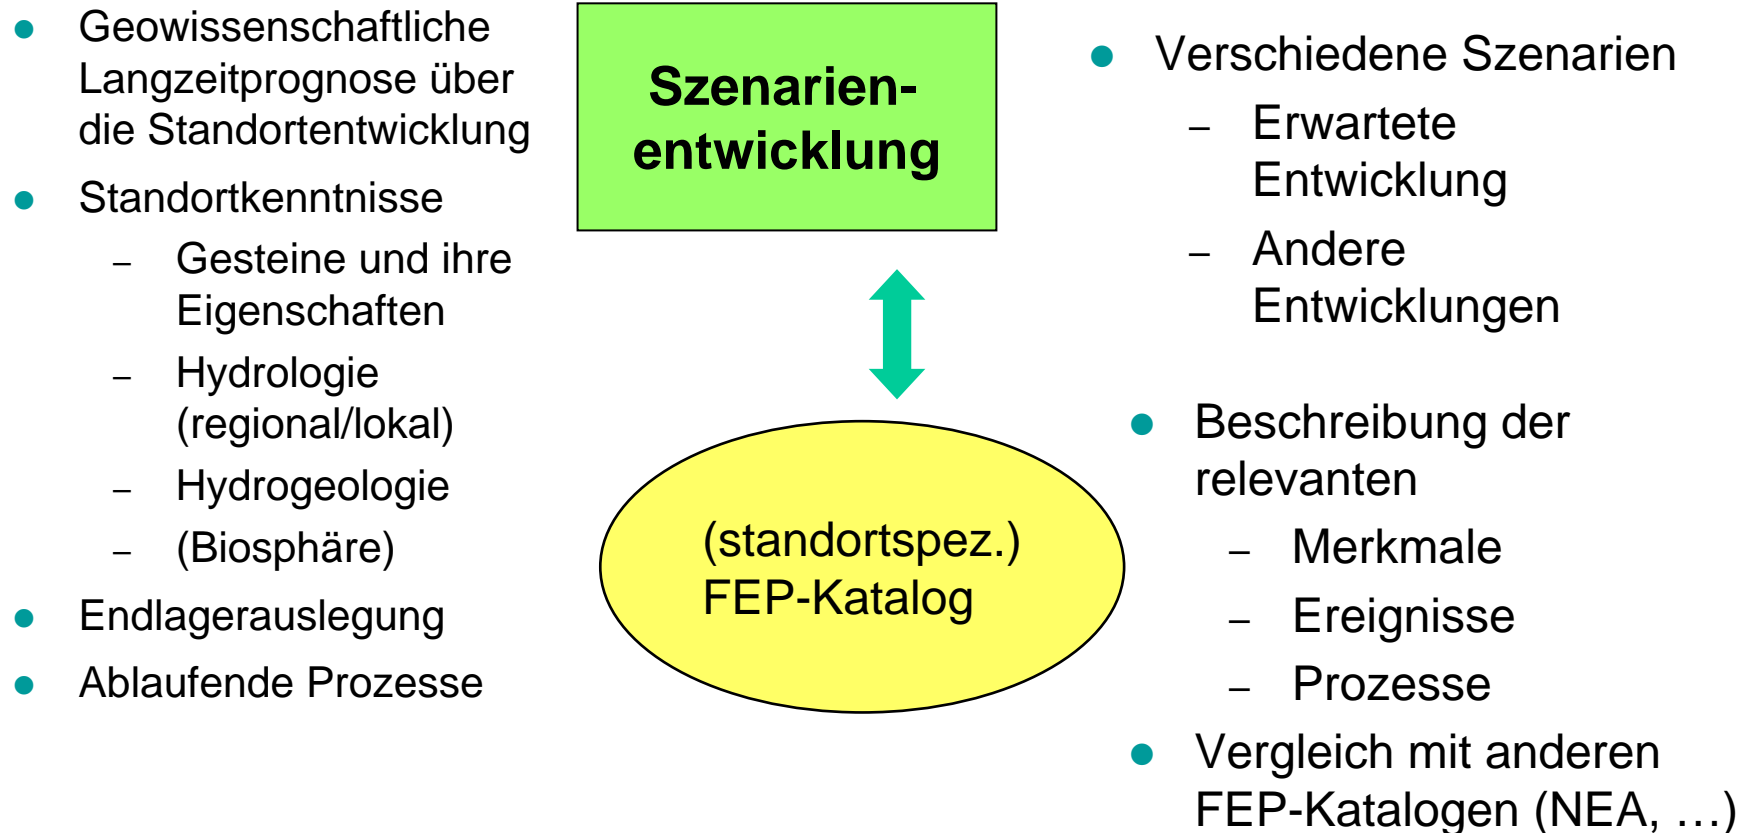 ● Geowissenschaftliche
Langzeitprognose über
die Standortentwicklung
● Standortkenntnisse
– Gesteine und ihre
Eigenschaften
– Hydrologie
(regional/lokal)
– Hydrogeologie
– (Biosphäre)
● Endlagerauslegung
● Ablaufende Prozesse
Szenarien-
entwicklung
(standortspez.)
FEP-Katalog
● Verschiedene Szenarien
– Erwartete
Entwicklung
– Andere
Entwicklungen
● Beschreibung der
relevanten
– Merkmale
– Ereignisse
– Prozesse
● Vergleich mit anderen
FEP-Katalogen (NEA, …)